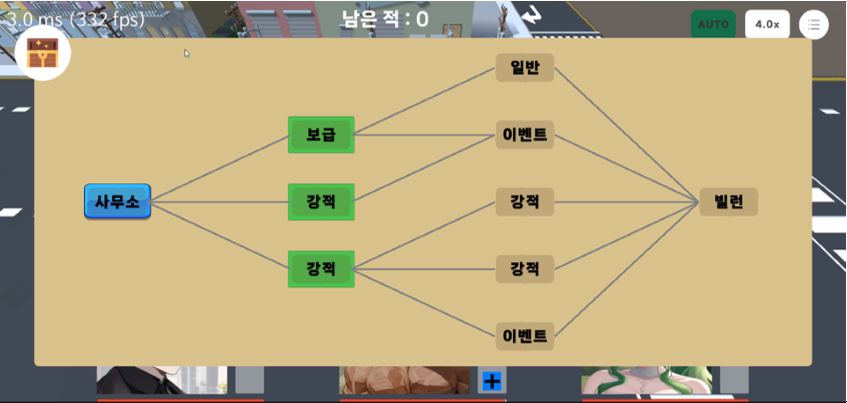 3.0 ms (332 fps)
남은 적 : 0
AUTO
4.0x
일반
보급
이벤트
사무소
강적
강적
빌런
강적
강적
이벤트